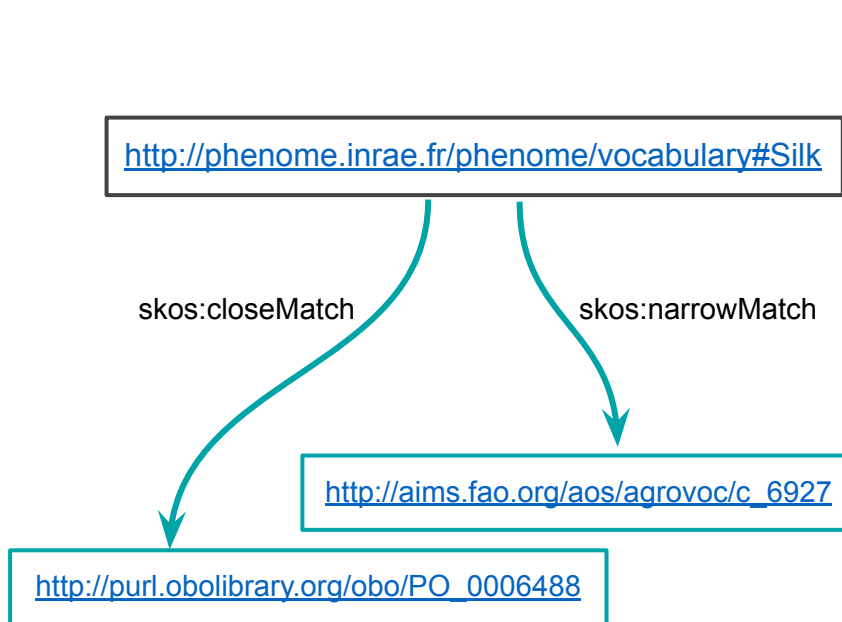 http://phenome.inrae.fr/phenome/vocabulary#Silk
skos:closeMatch
skos:narrowMatch
http://aims.fao.org/aos/agrovoc/c_6927
http://purl.obolibrary.org/obo/PO_0006488